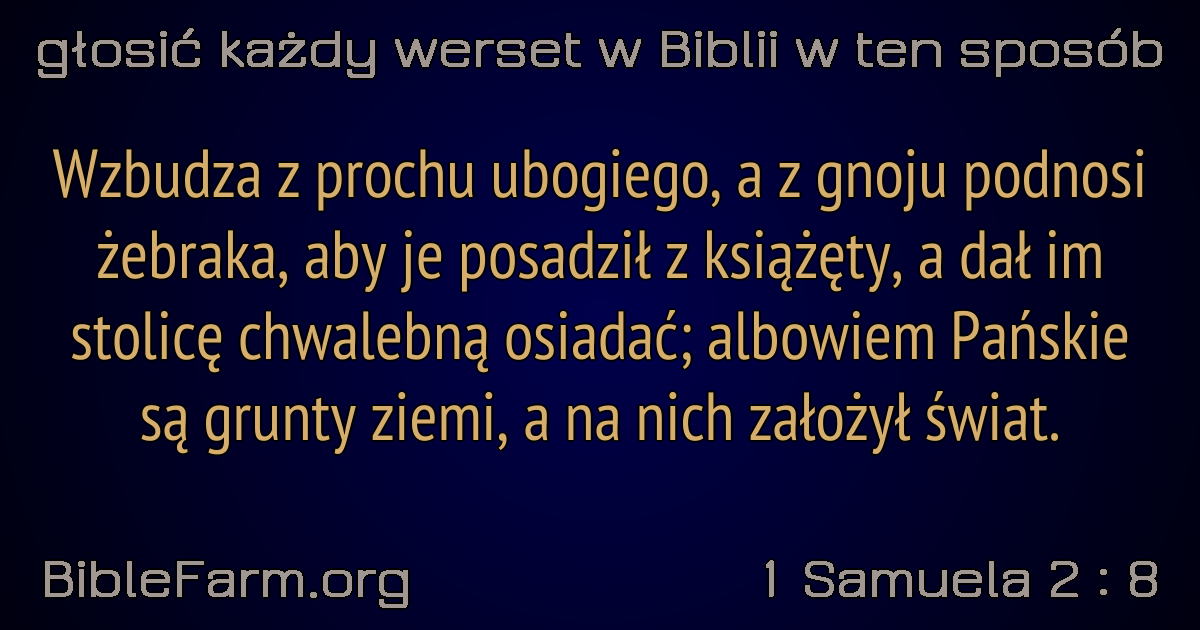 głosić każdy werset w Biblii w ten sposób
Wzbudza z prochu ubogiego, a z gnoju podnosi
żebraka, aby je posadził z książęty, a dał im
stolicę chwalebną osiadać; albowiem Pańskie
są grunty ziemi, a na nich założył świat.
BibleFarm.org
1 Samuela 2 : 8